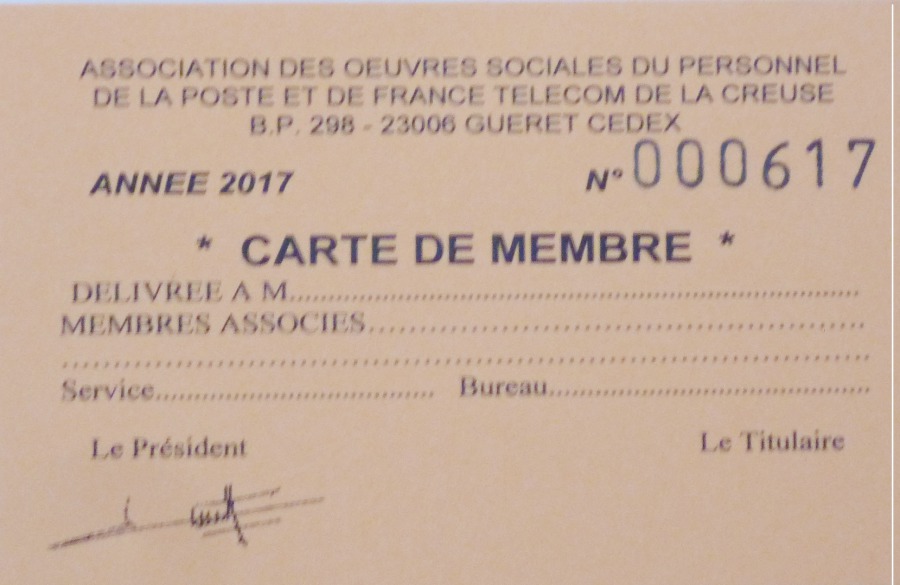 ASSOCIATION DES OEUVRES SOCIALES DU PERSONNEL
DE LA POSTE ET DE FRANCE TELECOM DE LA CREUSE
B.P. 298 - 23006 GUERET CEDEX
ANNEE 2017 N° 000617
* CARTE DE MEMBRE *
DELIVREE A M................................................................................
MEMBRES ASSOCIES................................................
................................................................................
Service.................................... Bureau..........................................
Le Président Le Titulaire